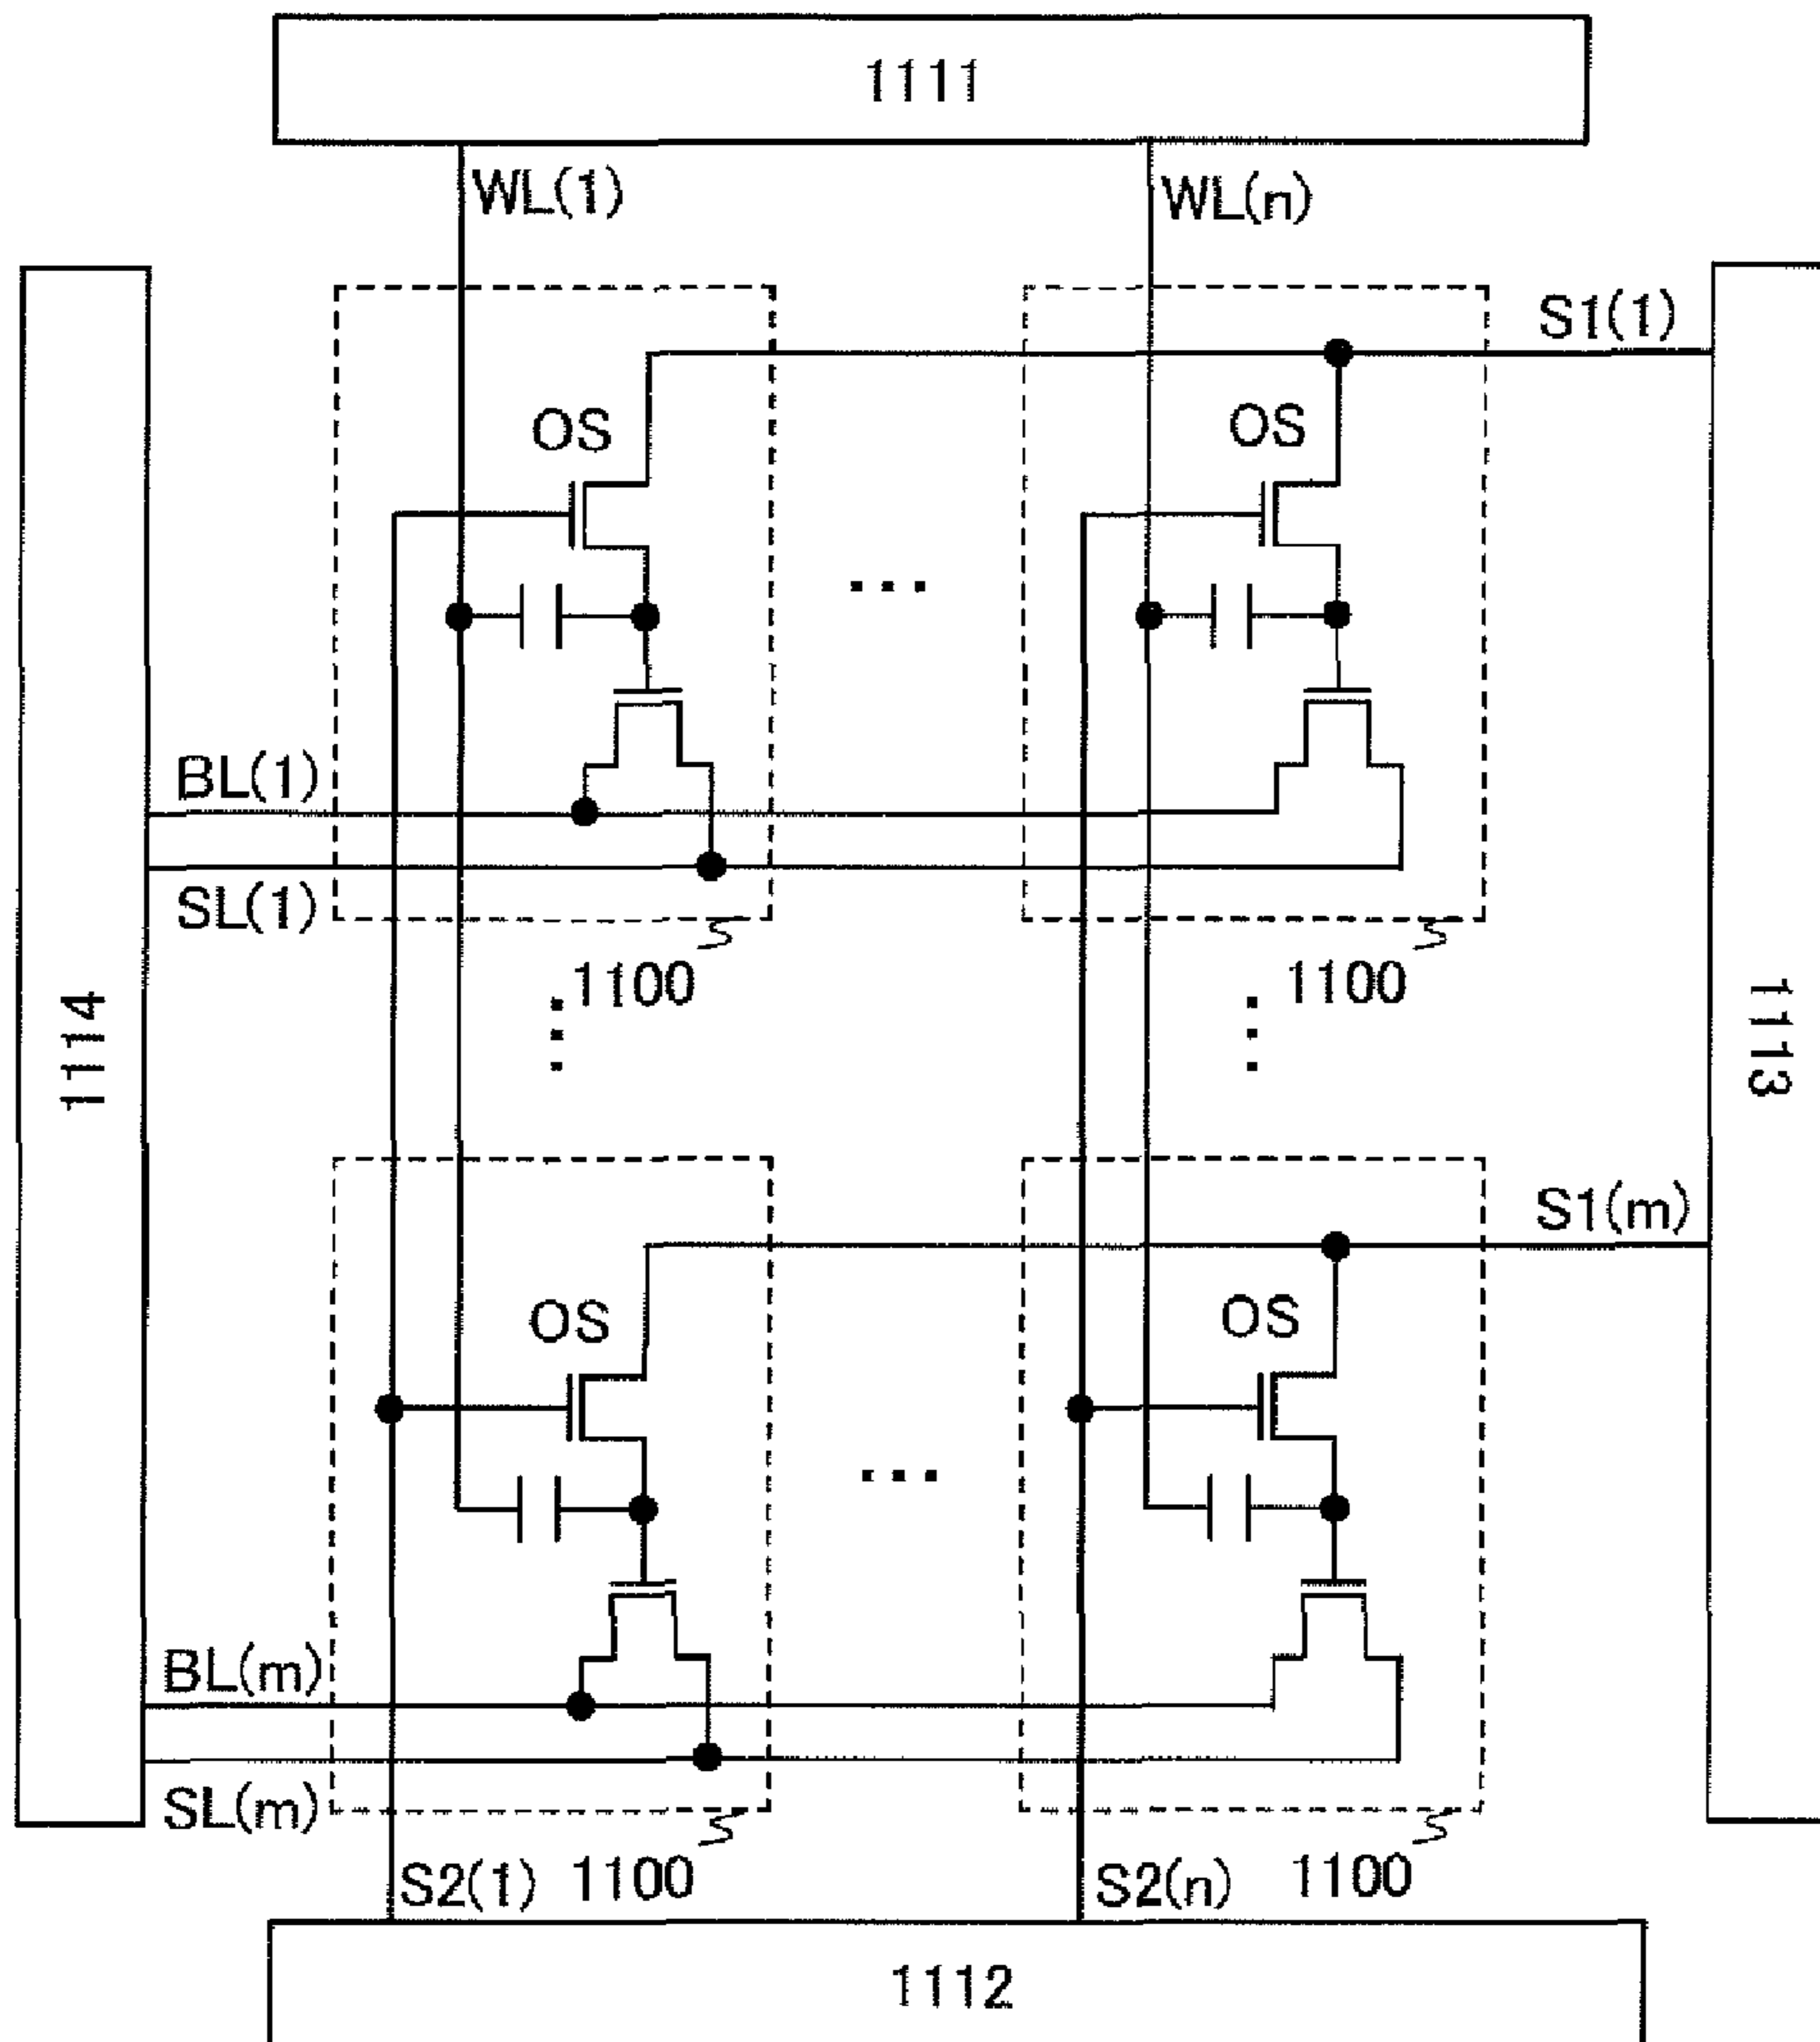 1111
WL(1)
WL(n)
S1(1)
OS
OS
...
BL(1)
SL(1)
1100
1100
1114
1113
S1(m)
OS
OS
...
BL(m)
SL(m)
S2(1)
1100
S2(n)
1100
1112